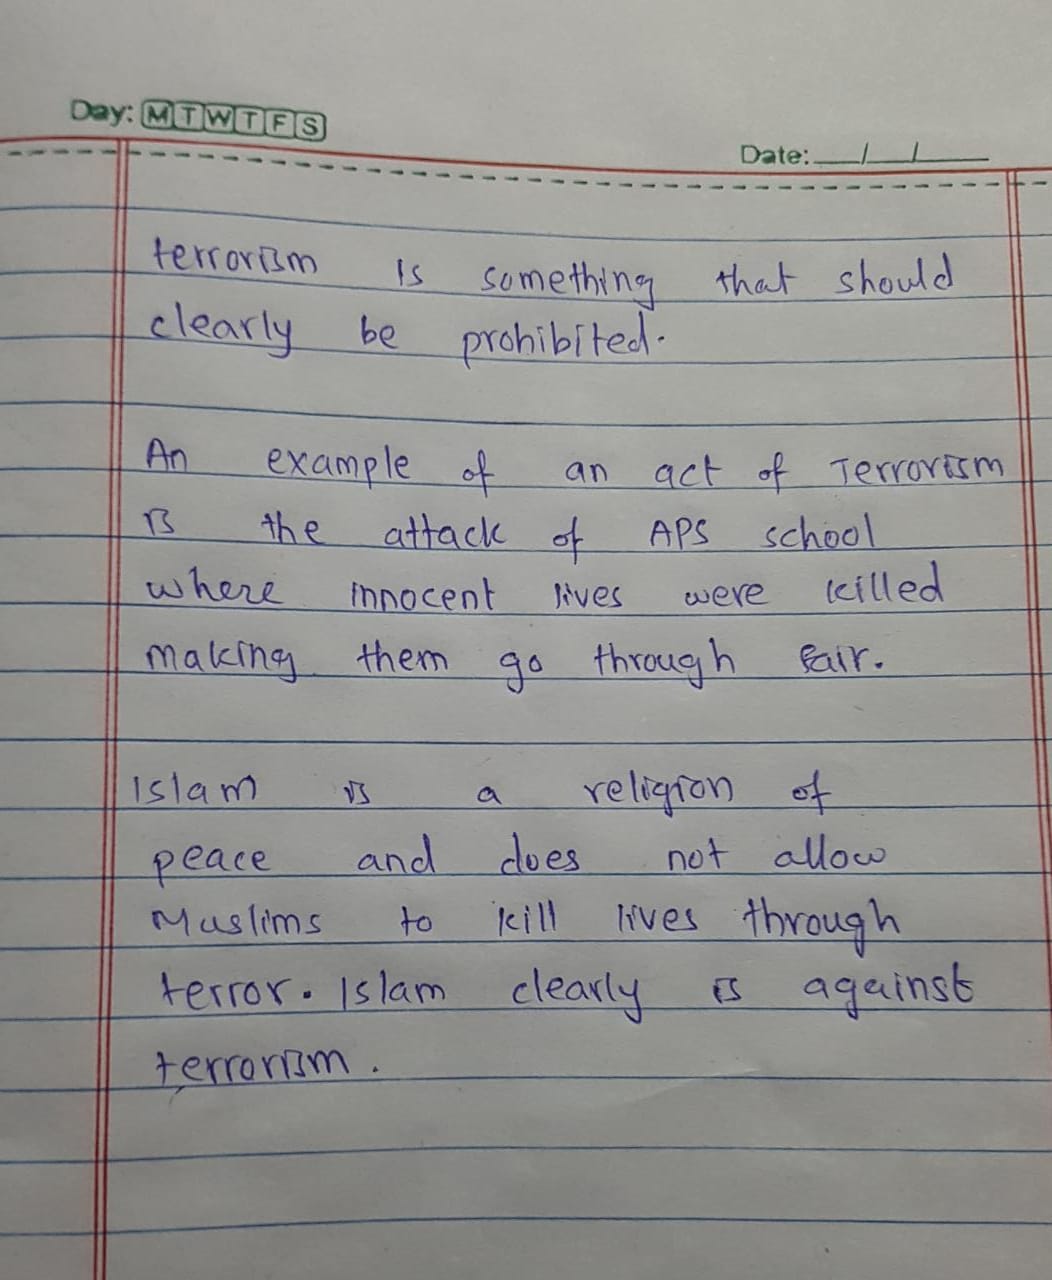 Day: M T W T F S
Date: __/__/____
terrorism is something that should
clearly be prohibited.
An example of an act of Terrorism
is the attack of APS school
where innocent lives were killed
making them go through fair.
Islam is a religion of
peace and does not allow
Muslims to kill lives through
terror. Islam clearly is against
terrorism.